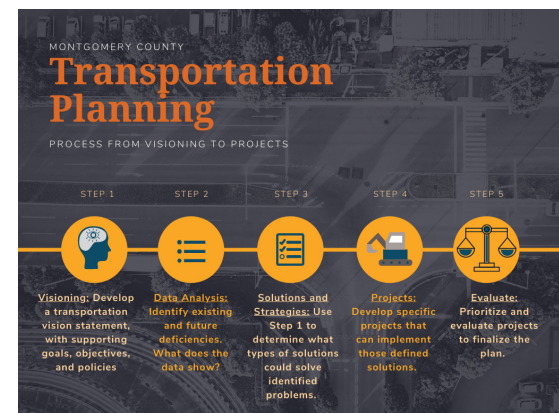 MONTGOMERY COUNTY
Transportation
Planning
PROCESS FROM VISIONING TO PROJECTS
STEP 1
STEP 2
STEP 3
STEP 4
STEP 5
Visioning: Develop
a transportation
vision statement,
with supporting
goals, objectives,
and policies
Data Analysis:
Identify existing
and future
deficiencies.
What does the
data show?
Solutions and
Strategies: Use
Step 1 to
determine what
types of solutions
could solve
identified
problems.
Projects:
Develop specific
projects that
can implement
those defined
solutions.
Evaluate:
Prioritize and
evaluate projects
to finalize the
plan.